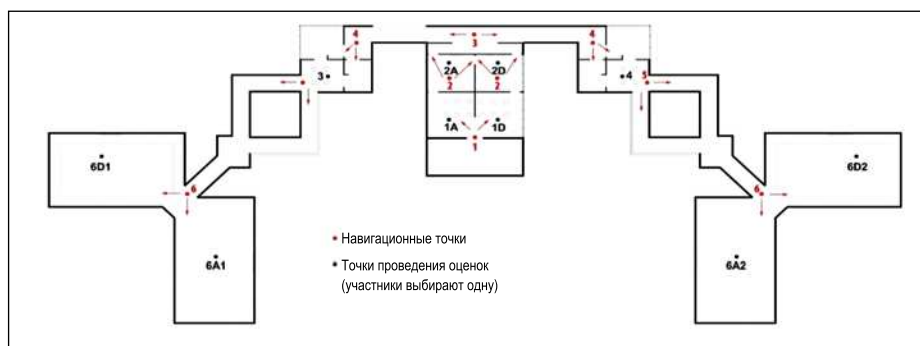 4 3 4
3 2A 2D 4 5
2 2
1A 1D
1
6D1 6D2
6 6
6A1 6A2
• Навигационные точки
• Точки проведения оценок
(участники выбирают одну)